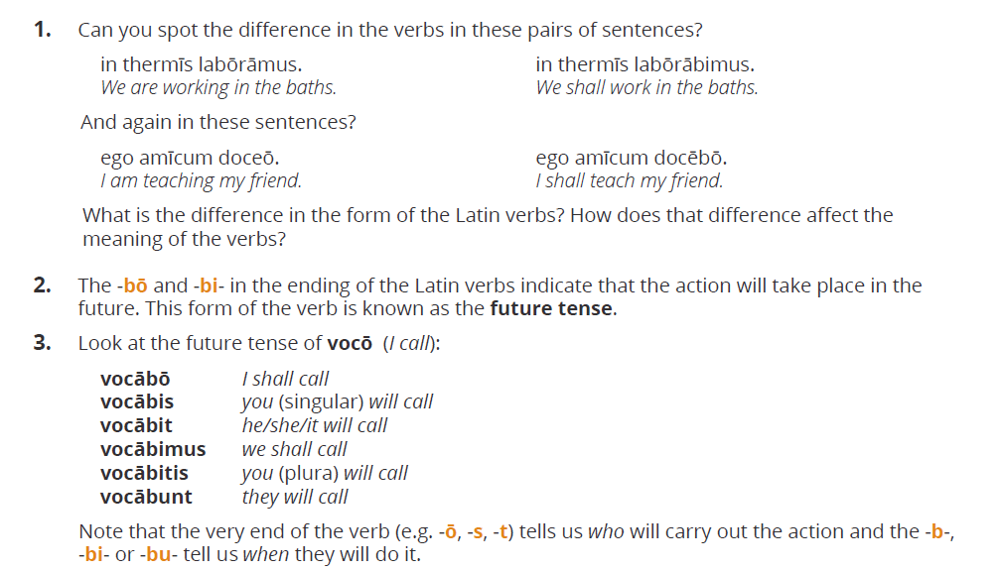 1. Can you spot the difference in the verbs in these pairs of sentences?
in thermīs labōrāmus. in thermīs labōrābimus.
We are working in the baths. We shall work in the baths.
And again in these sentences?
ego amīcum doceō. ego amīcum docēbō.
I am teaching my friend. I shall teach my friend.
What is the difference in the form of the Latin verbs? How does that difference affect the
meaning of the verbs?
2. The -bō and -bi- in the ending of the Latin verbs indicate that the action will take place in the
future. This form of the verb is known as the future tense.
3. Look at the future tense of vocō (I call):
vocābō I shall call
vocābis you (singular) will call
vocābit he/she/it will call
vocābimus we shall call
vocābitis you (plura) will call
vocābunt they will call
Note that the very end of the verb (e.g. -ō, -s, -t) tells us who will carry out the action and the -b-,
-bi- or -bu- tell us when they will do it.